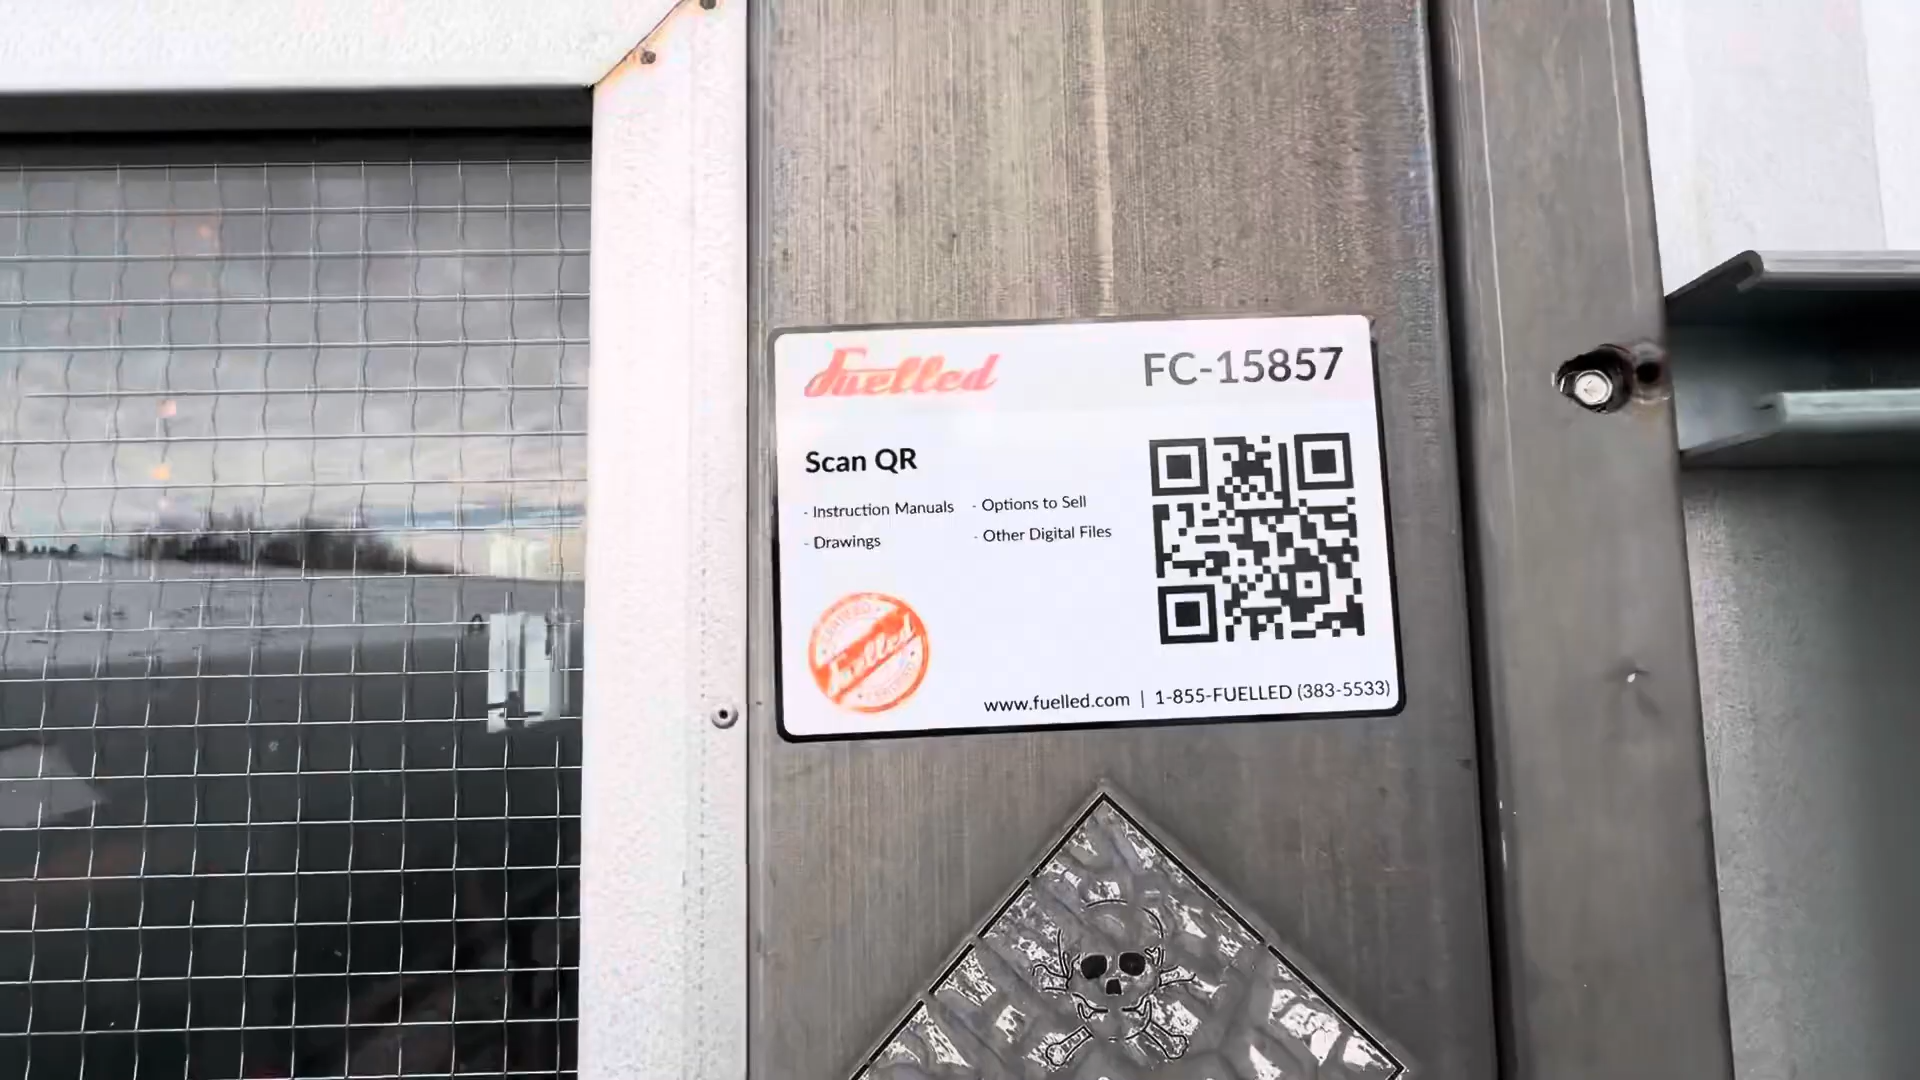 Fuelled
FC-15857
Scan QR
- Instruction Manuals - Options to Sell
- Drawings - Other Digital Files
Fuelled
www.fuelled.com | 1-855-FUELLED (383-5533)